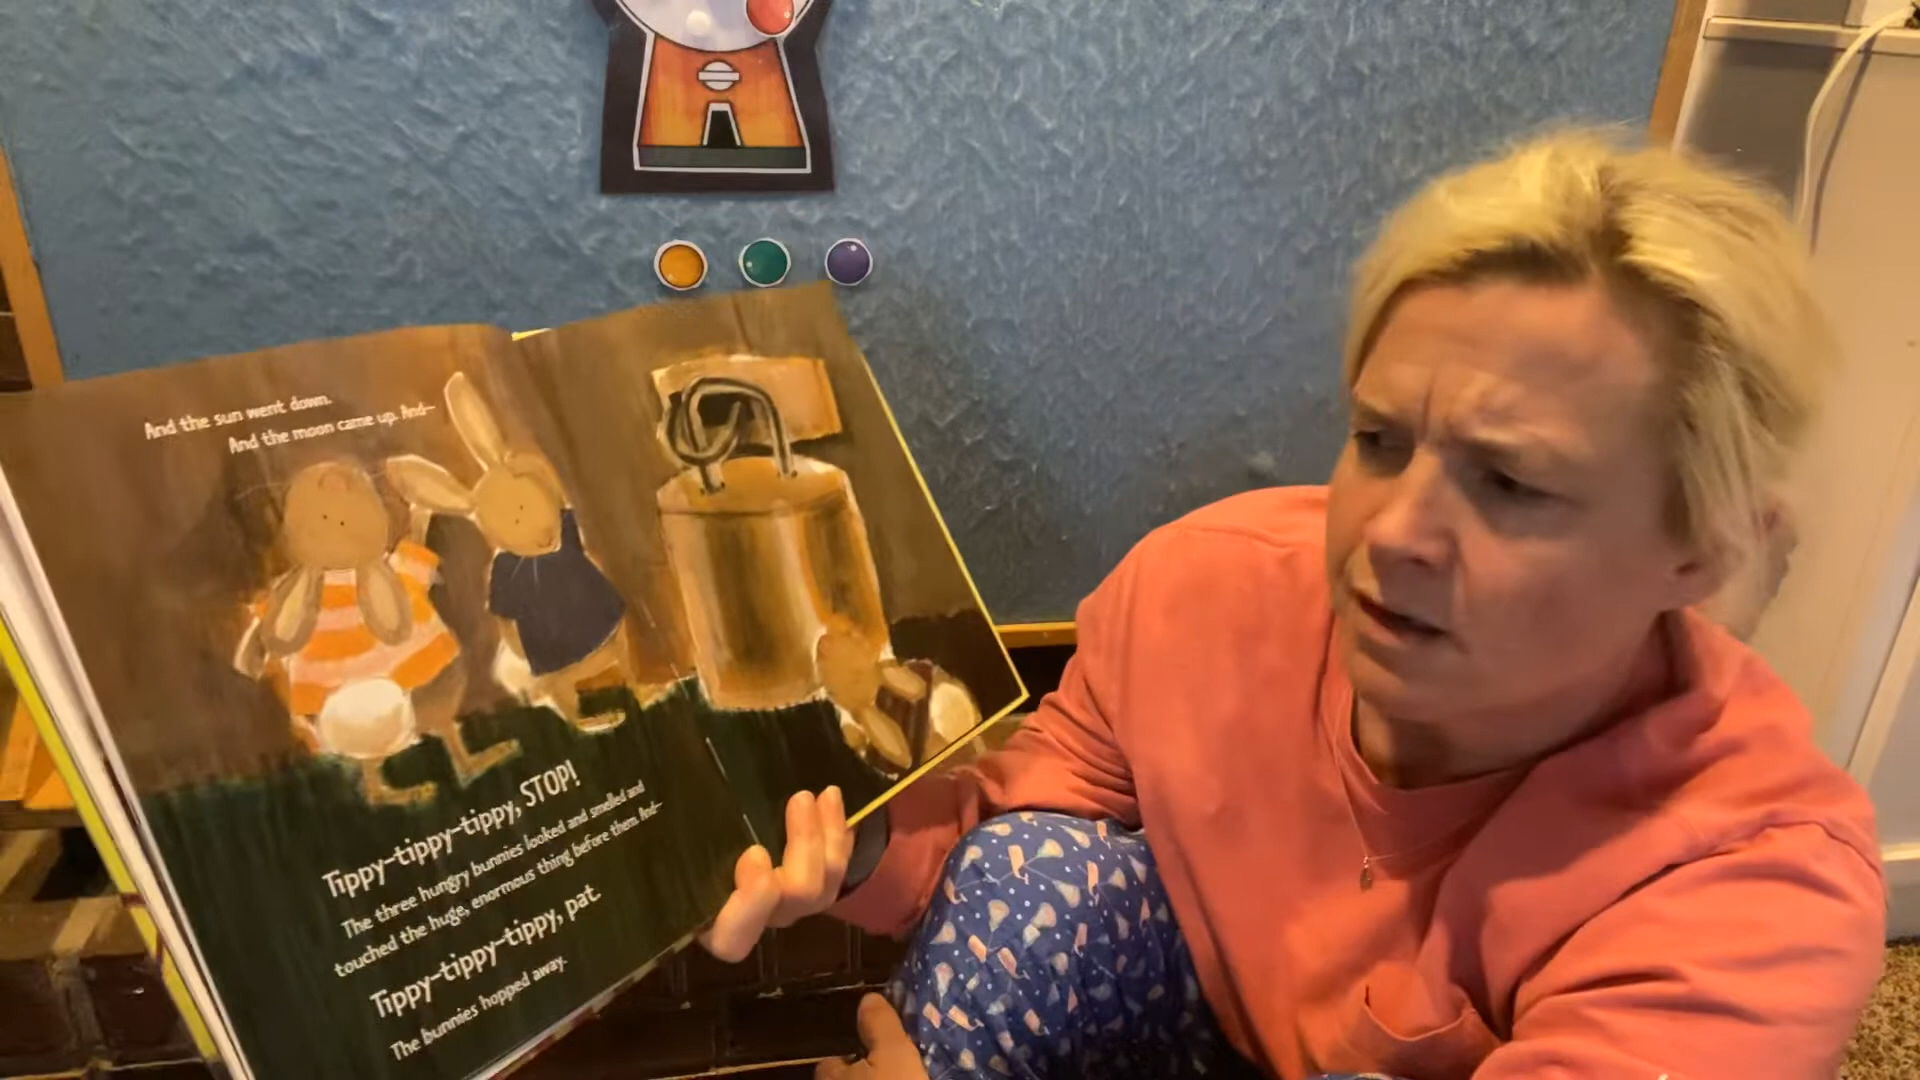 And the sun went down.
And the moon came up. And—
Tippy-tippy-tippy, STOP!
The three hungry bunnies looked and smelled and
touched the huge, enormous thing before them. And—
Tippy-tippy-tippy, pat.
The bunnies hopped away.